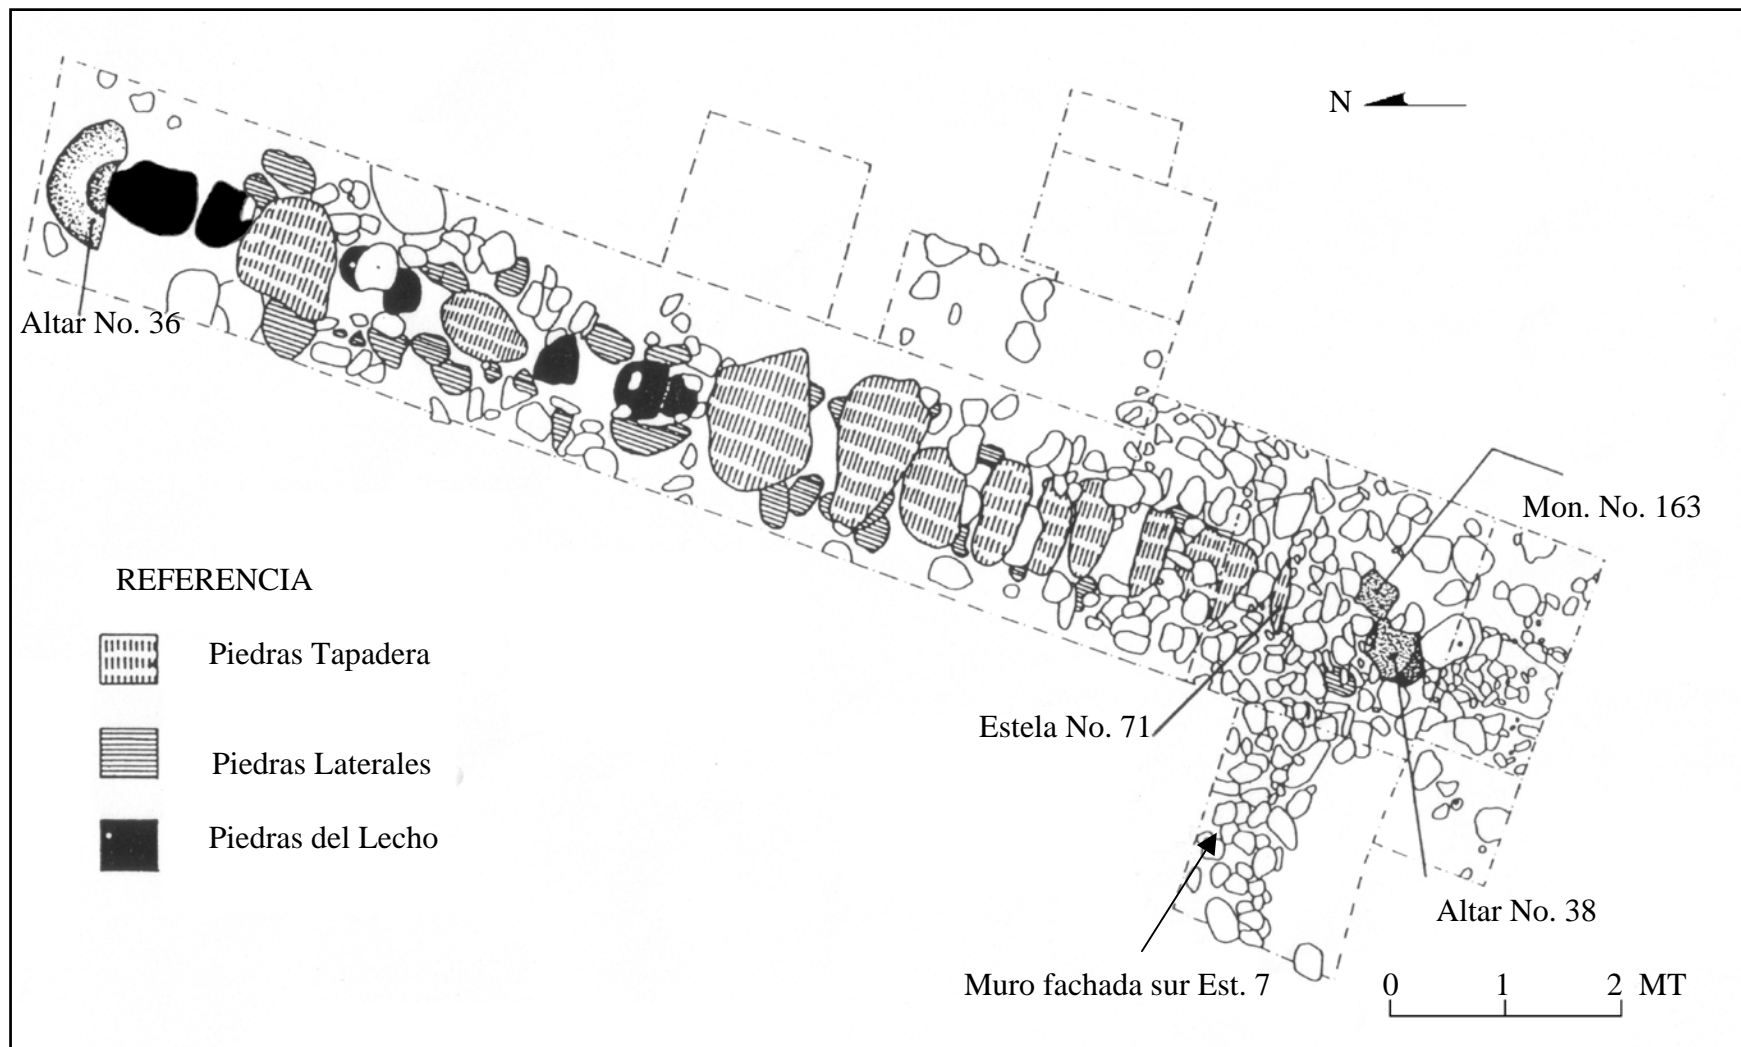 N
Altar No. 36
Mon. No. 163
REFERENCIA
Piedras Tapadera
Piedras Laterales
Piedras del Lecho
Estela No. 71
Altar No. 38
Muro fachada sur Est. 7
0 1 2 MT